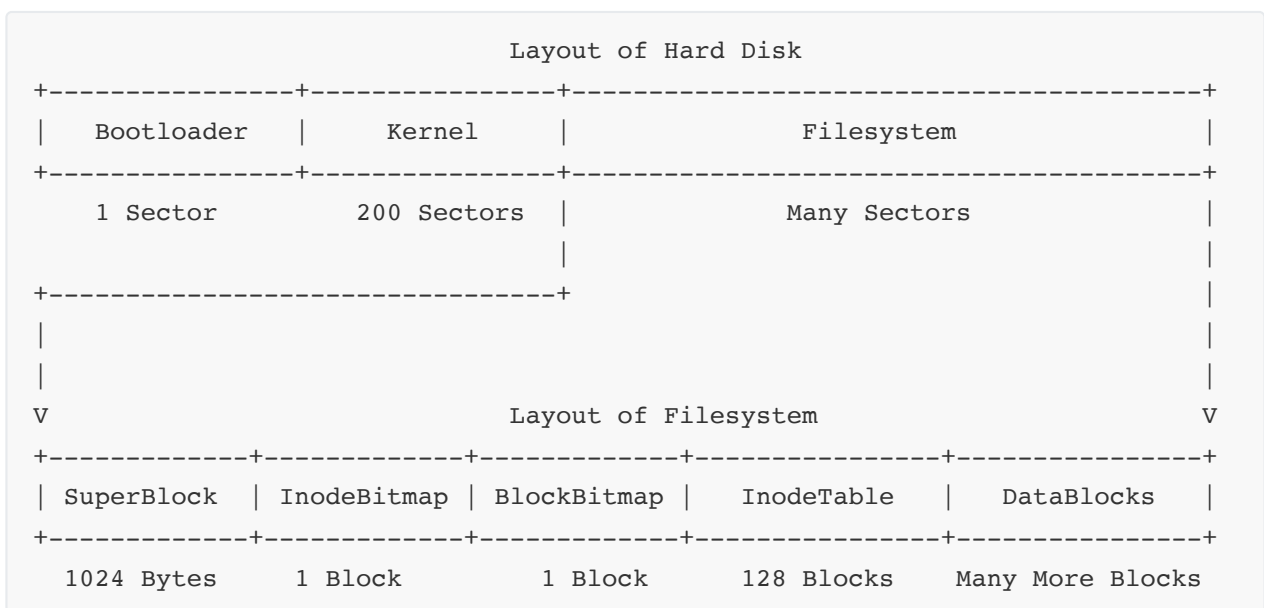 Layout of Hard Disk
+----------------+----------------+-----------------------------------------+
|   Bootloader   |     Kernel     |               Filesystem                |
+----------------+----------------+-----------------------------------------+
    1 Sector         200 Sectors  |              Many Sectors               |
                                  |                                         |
+---------------------------------+                                         |
|                                                                           |
|                                                                           |
V                              Layout of Filesystem                         V
+-------------+-------------+-------------+----------------+----------------+
| SuperBlock  | InodeBitmap | BlockBitmap |   InodeTable   |   DataBlocks   |
+-------------+-------------+-------------+----------------+----------------+
  1024 Bytes     1 Block         1 Block      128 Blocks    Many More Blocks